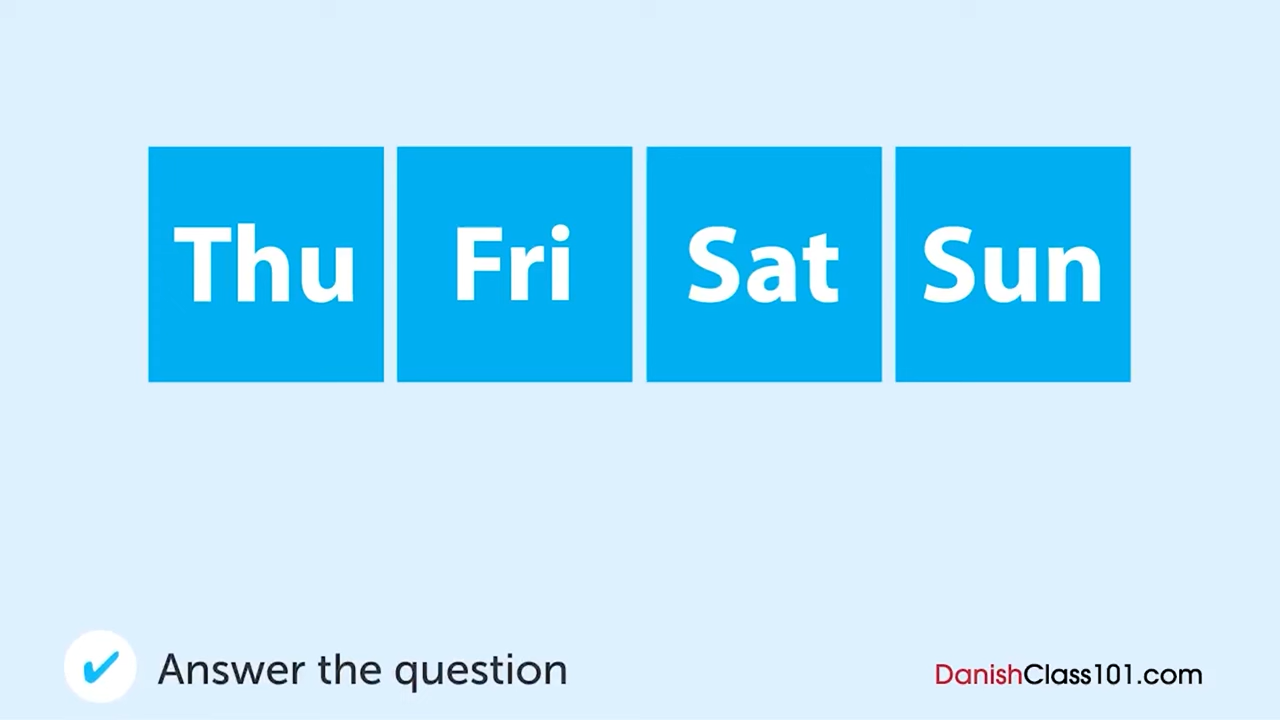 Thu Fri Sat Sun
✔ Answer the question
DanishClass101.com